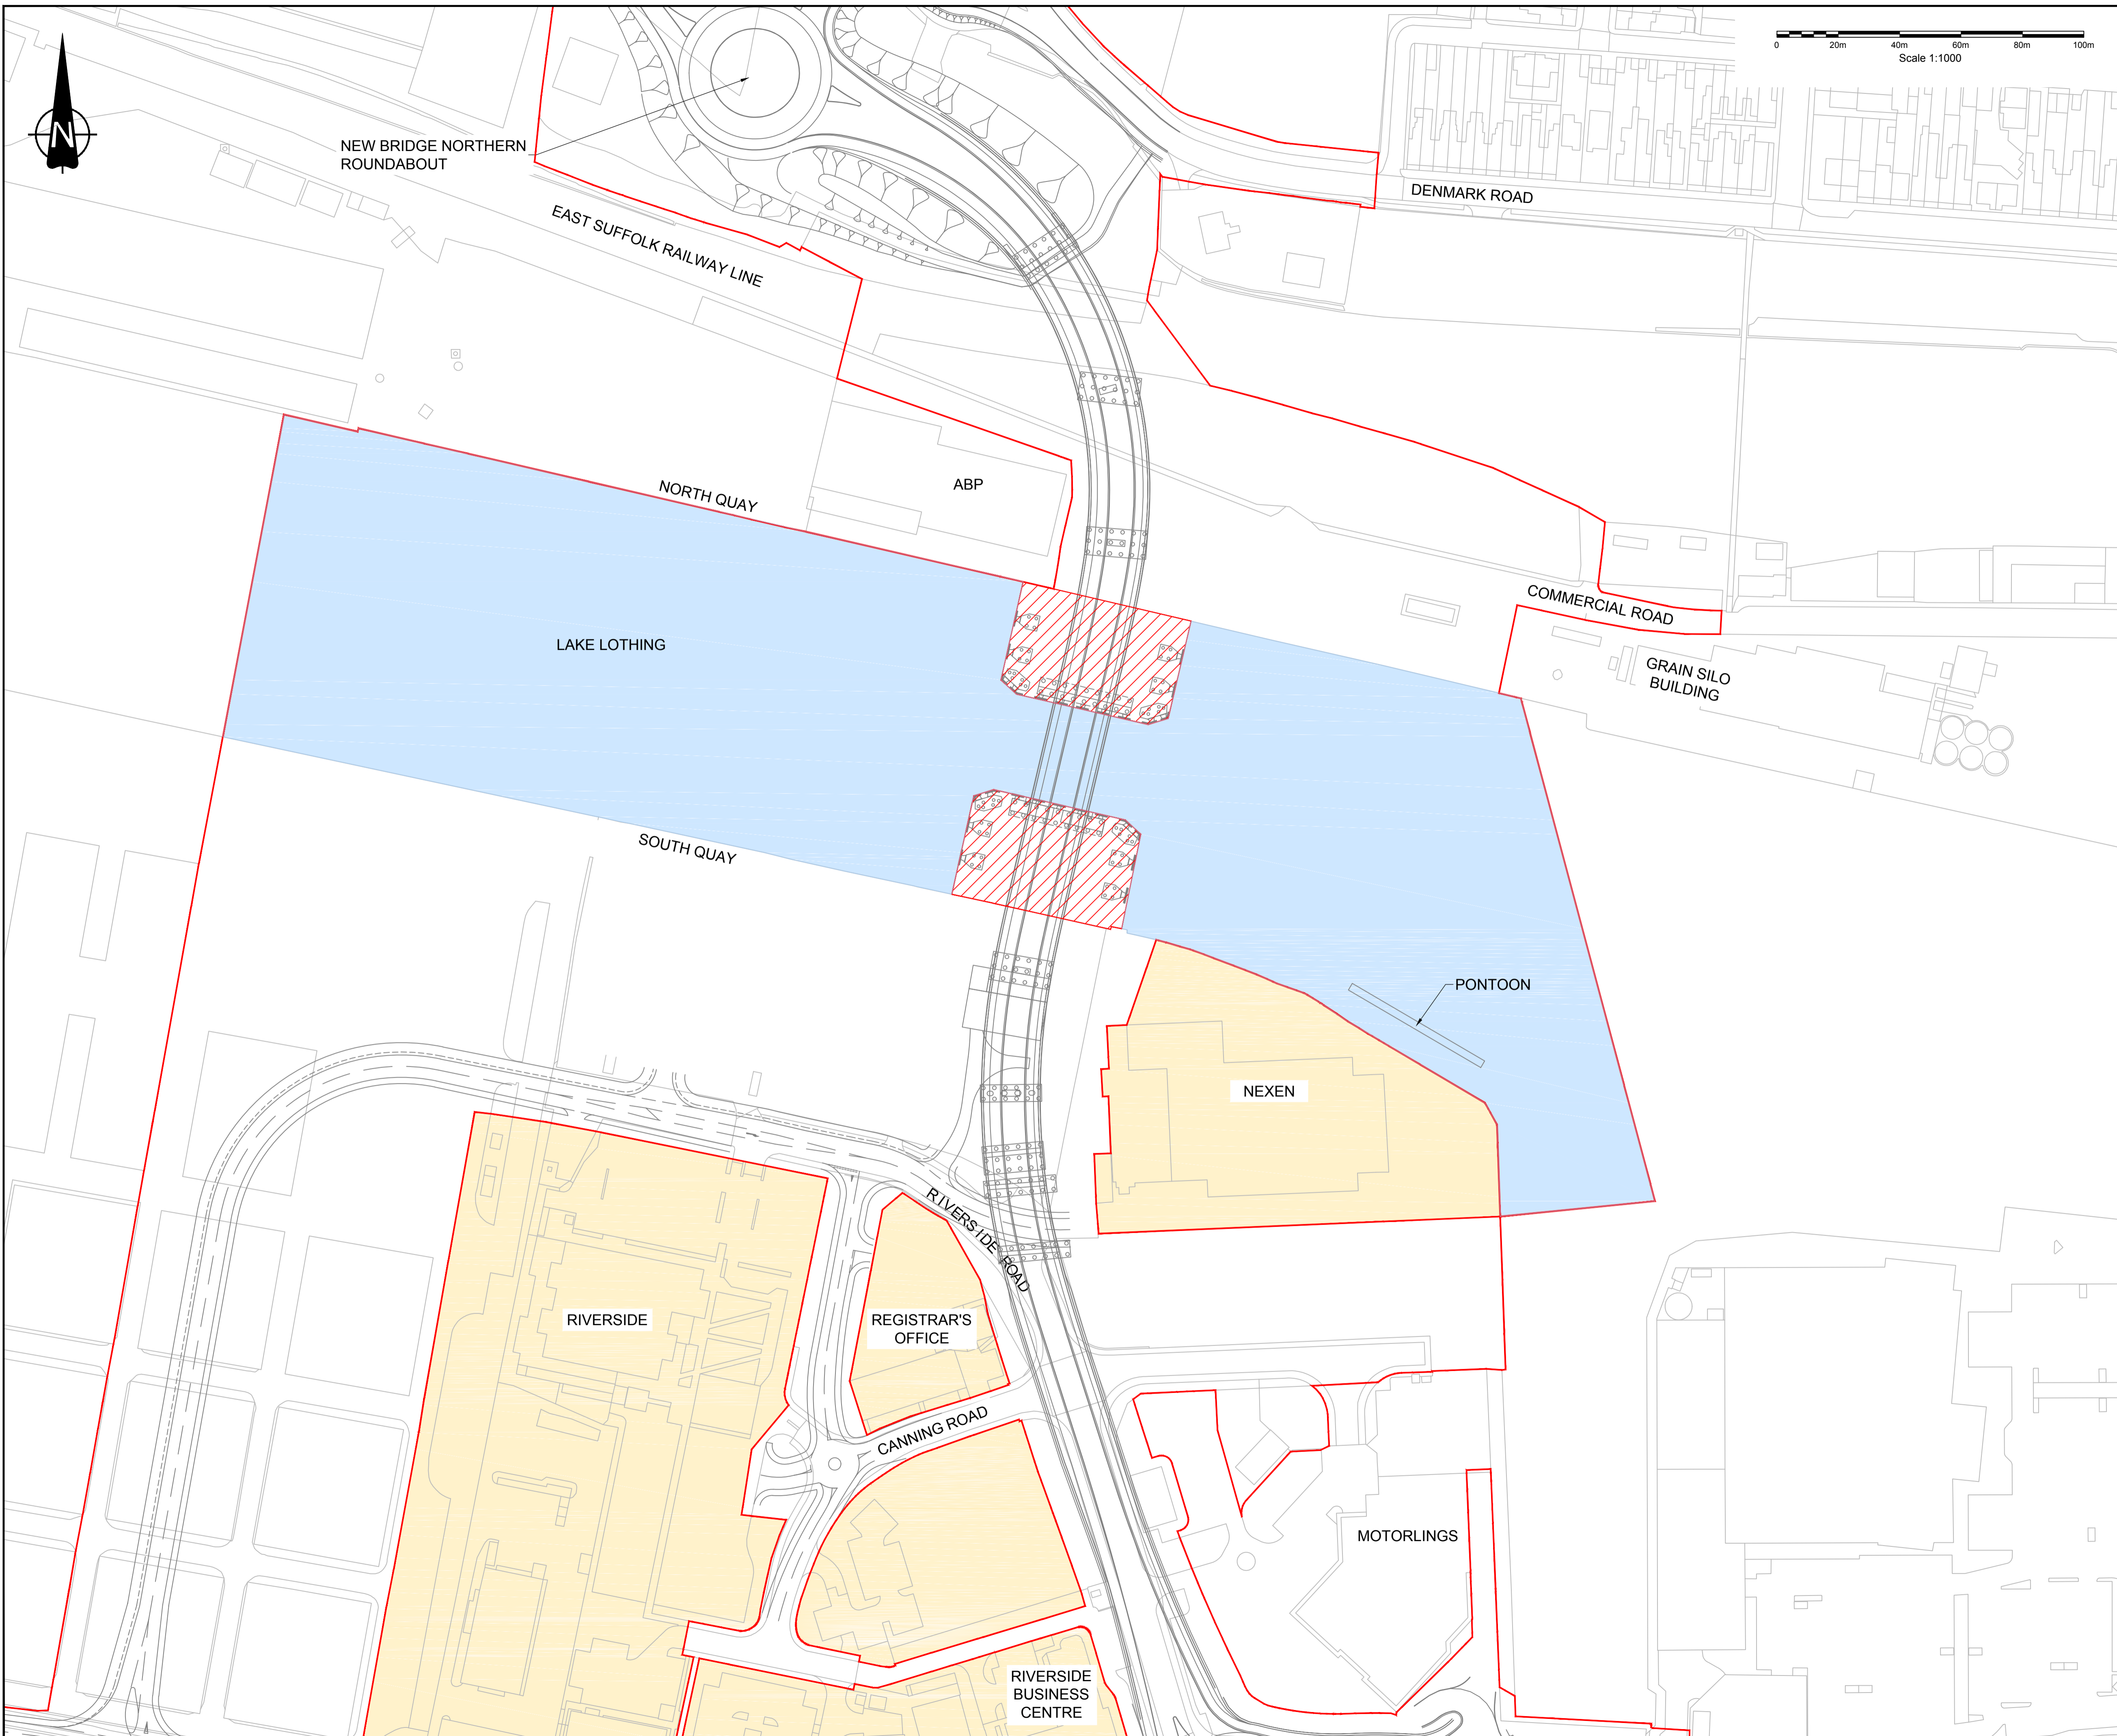 0 20m 40m 60m 80m 100m
Scale 1:1000
N
NEW BRIDGE NORTHERN
ROUNDABOUT
DENMARK ROAD
EAST SUFFOLK RAILWAY LINE
NORTH QUAY
ABP
COMMERCIAL ROAD
LAKE LOTHING
GRAIN SILO
BUILDING
SOUTH QUAY
PONTOON
NEXEN
RIVERSIDE ROAD
RIVERSIDE
REGISTRAR'S
OFFICE
CANNING ROAD
MOTORLINGS
RIVERSIDE
BUSINESS
CENTRE